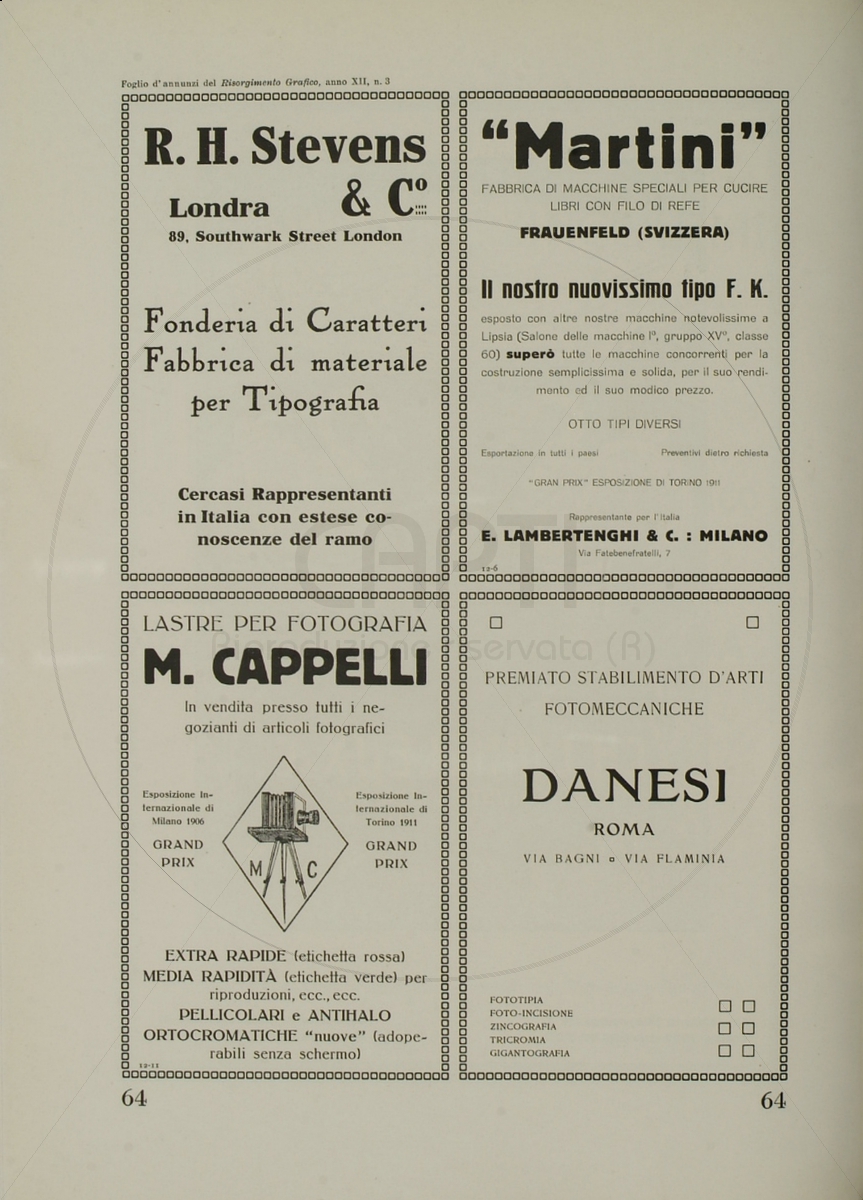 Foglio d'annunzi del Risorgimento Grafico, anno XII, n. 3
R. H. Stevens
& Cº
Londra
89, Southwark Street London
Fonderia di Caratteri
Fabbrica di materiale
per Tipografia
Cercasi Rappresentanti
in Italia con estese co-
noscenze del ramo
"Martini"
FABBRICA DI MACCHINE SPECIALI PER CUCIRE
LIBRI CON FILO DI REFE
FRAUENFELD (SVIZZERA)
Il nostro nuovissimo tipo F. K.
esposto con altre nostre macchine notevolissime a
Lipsia (Salone delle macchine Iº, gruppo XVº, classe
60) superò tutte le macchine concorrenti per la
costruzione semplicissima e solida, per il suo rendi-
mento ed il suo modico prezzo.
OTTO TIPI DIVERSI
Esportazione in tutti i paesi Preventivi dietro richiesta
"GRAN PRIX" ESPOSIZIONE DI TORINO 1911
Rappresentante per l'Italia
E. LAMBERTENGHI & C. : MILANO
Via Fatebenefratelli, 7
12-6
LASTRE PER FOTOGRAFIA
M. CAPPELLI
In vendita presso tutti i ne-
gozianti di articoli fotografici
Esposizione In-
ternazionale di
Milano 1906
GRAND
PRIX
M C
Esposizione In-
ternazionale di
Torino 1911
GRAND
PRIX
EXTRA RAPIDE (etichetta rossa)
MEDIA RAPIDITÀ (etichetta verde) per
riproduzioni, ecc., ecc.
PELLICOLARI e ANTIHALO
ORTOCROMATICHE "nuove" (adope-
rabili senza schermo)
12-11
PREMIATO STABILIMENTO D'ARTI
FOTOMECCANICHE
DANESI
ROMA
VIA BAGNI VIA FLAMINIA
FOTOTIPIA
FOTO-INCISIONE
ZINCOGRAFIA
TRICROMIA
GIGANTOGRAFIA
64
64
Riproduzione riservata (R)